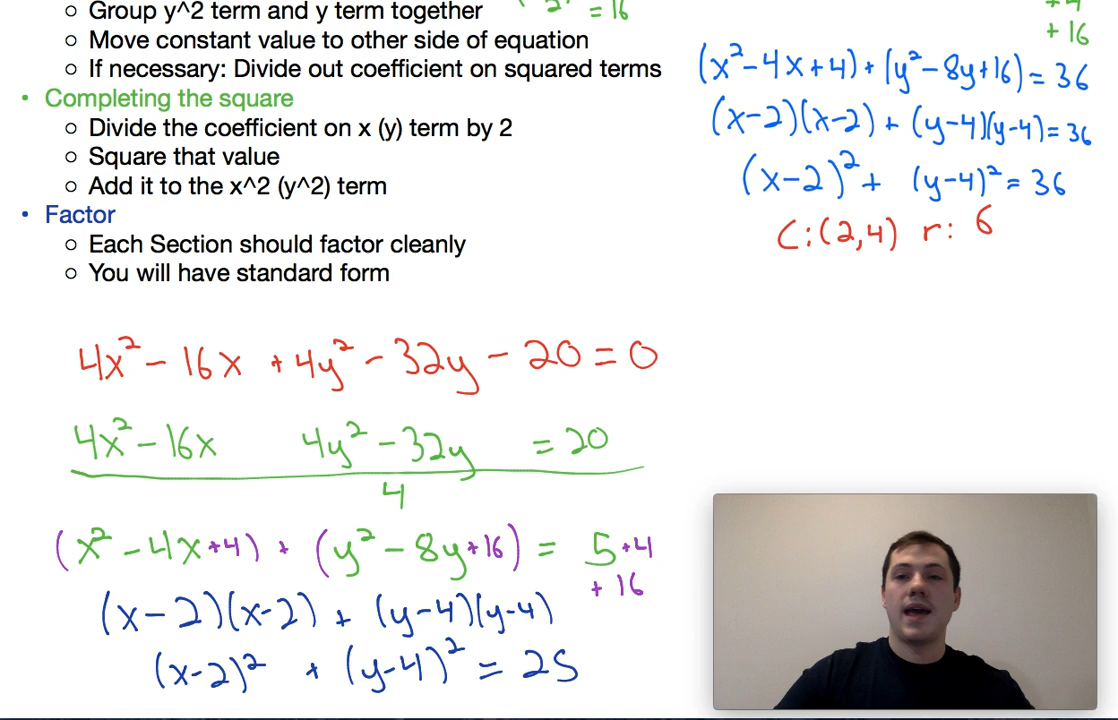 ○ Group y^2 term and y term together
○ Move constant value to other side of equation
○ If necessary: Divide out coefficient on squared terms
• Completing the square
○ Divide the coefficient on x (y) term by 2
○ Square that value
○ Add it to the x^2 (y^2) term
• Factor
○ Each Section should factor cleanly
○ You will have standard form
= 16
+ 16
(x² - 4x + 4) + (y² - 8y + 16) = 36
(x-2)(x-2) + (y-4)(y-4) = 36
(x-2)² + (y-4)² = 36
C: (2,4) r: 6
4x² - 16x + 4y² - 32y - 20 = 0
4x² - 16x 4y² - 32y = 20
4
(x² - 4x + 4) + (y² - 8y + 16) = 5 + 4
+ 16
(x-2)(x-2) + (y-4)(y-4)
(x-2)² + (y-4)² = 25